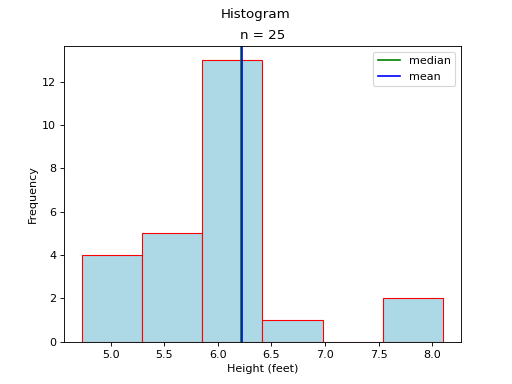 Histogram
n = 25
median
mean
Frequency
12
10
8
6
4
2
0
5.0 5.5 6.0 6.5 7.0 7.5 8.0
Height (feet)